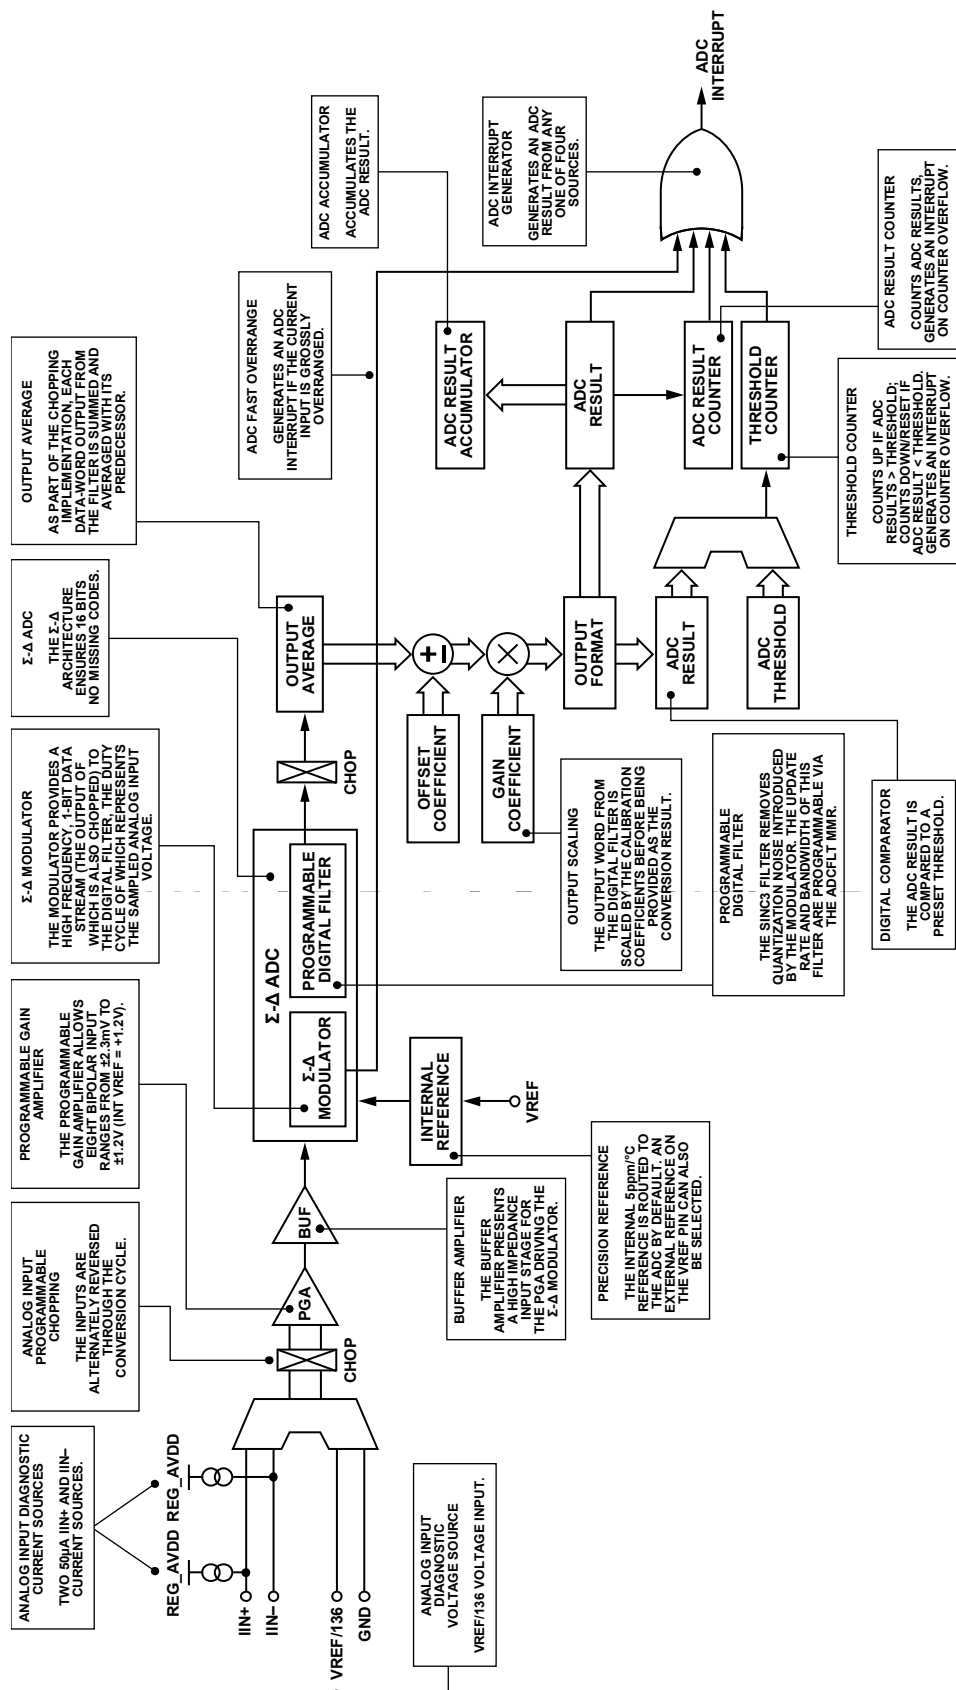 ANALOG INPUT DIAGNOSTIC
CURRENT SOURCES
TWO 50µA IIN+ AND IIN–
CURRENT SOURCES.
ANALOG INPUT
PROGRAMMABLE
CHOPPING
THE INPUTS ARE
ALTERNATELY REVERSED
THROUGH THE
CONVERSION CYCLE.
PROGRAMMABLE GAIN
AMPLIFIER
THE PROGRAMMABLE
GAIN AMPLIFIER ALLOWS
EIGHT BIPOLAR INPUT
RANGES FROM ±2.3mV TO
±1.2V (INT VREF = +1.2V).
Σ-Δ MODULATOR
THE MODULATOR PROVIDES A
HIGH FREQUENCY, 1-BIT DATA
STREAM (THE OUTPUT OF
WHICH IS ALSO CHOPPED) TO
THE DIGITAL FILTER, THE DUTY
CYCLE OF WHICH REPRESENTS
THE SAMPLED ANALOG INPUT
VOLTAGE.
Σ-Δ ADC
THE Σ-Δ
ARCHITECTURE
ENSURES 16 BITS
NO MISSING CODES.
OUTPUT AVERAGE
AS PART OF THE CHOPPING
IMPLEMENTATION, EACH
DATA-WORD OUTPUT FROM
THE FILTER IS SUMMED AND
AVERAGED WITH ITS
PREDECESSOR.
ADC FAST OVERRANGE
GENERATES AN ADC
INTERRUPT IF THE CURRENT
INPUT IS GROSSLY
OVERRANGED.
ADC ACCUMULATOR
ACCUMULATES THE
ADC RESULT.
ADC INTERRUPT
GENERATOR
GENERATES AN ADC
RESULT FROM ANY
ONE OF FOUR
SOURCES.
REG_AVDD
REG_AVDD
IIN+
IIN–
VREF/136
GND
CHOP
PGA
BUF
Σ-Δ ADC
Σ-Δ
MODULATOR
PROGRAMMABLE
DIGITAL FILTER
CHOP
OUTPUT
AVERAGE
INTERNAL
REFERENCE
VREF
OFFSET
COEFFICIENT
GAIN
COEFFICIENT
+
–
×
OUTPUT
FORMAT
ADC
RESULT
ADC
THRESHOLD
ADC RESULT
ACCUMULATOR
ADC
RESULT
ADC RESULT
COUNTER
THRESHOLD
COUNTER
ADC
INTERRUPT
ANALOG INPUT
DIAGNOSTIC
VOLTAGE SOURCE
VREF/136 VOLTAGE INPUT.
BUFFER AMPLIFIER
THE BUFFER
AMPLIFIER PRESENTS
A HIGH IMPEDANCE
INPUT STAGE FOR
THE PGA DRIVING THE
Σ-Δ MODULATOR.
PRECISION REFERENCE
THE INTERNAL 5ppm/°C
REFERENCE IS ROUTED TO
THE ADC BY DEFAULT. AN
EXTERNAL REFERENCE ON
THE VREF PIN CAN ALSO
BE SELECTED.
OUTPUT SCALING
THE OUTPUT WORD FROM
THE DIGITAL FILTER IS
SCALED BY THE CALIBRATION
COEFFICIENTS BEFORE BEING
PROVIDED AS THE
CONVERSION RESULT.
PROGRAMMABLE
DIGITAL FILTER
THE SINC3 FILTER REMOVES
QUANTIZATION NOISE INTRODUCED
BY THE MODULATOR. THE UPDATE
RATE AND BANDWIDTH OF THIS
FILTER ARE PROGRAMMABLE VIA
THE ADCFLT MMR.
DIGITAL COMPARATOR
THE ADC RESULT IS
COMPARED TO A
PRESET THRESHOLD.
THRESHOLD COUNTER
COUNTS UP IF ADC
RESULTS > THRESHOLD;
COUNTS DOWN/RESET IF
ADC RESULT < THRESHOLD.
GENERATES AN INTERRUPT
ON COUNTER OVERFLOW.
ADC RESULT COUNTER
COUNTS ADC RESULTS,
GENERATES AN INTERRUPT
ON COUNTER OVERFLOW.